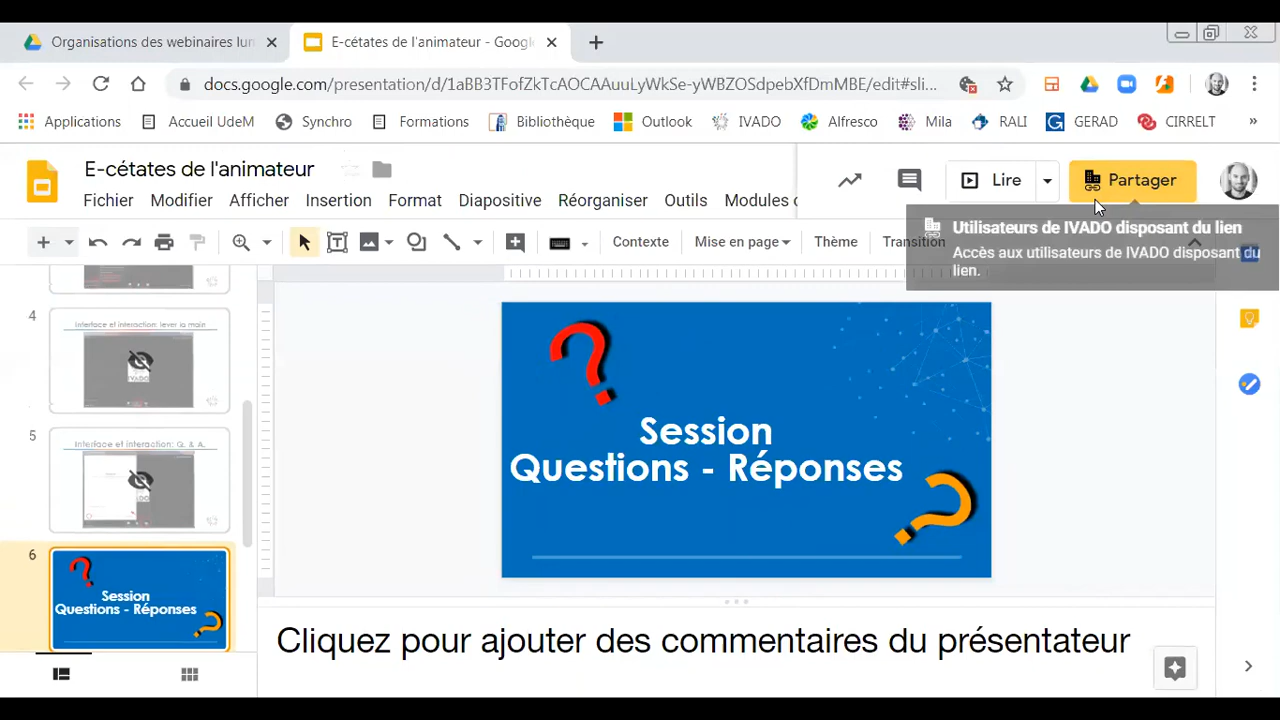 Organisations des webinaires lun
E-cétates de l'animateur - Google
docs.google.com/presentation/d/1aBB3TFofZkTcAOCAAuuLyWkSe-yWBZOSdpebXfDmMBE/edit#sli...
Applications
Accueil UdeM
Synchro
Formatis
Bibliothèque
Outlook
IVADO
Alfresco
Mila
RALI
GERAD
CIRRELT
»
E-cétates de l'animateur
Lire
Partager
Fichier
Modifier
Afficher
Insertion
Format
Diapositive
Réorganiser
Outils
Modules
Utilisateurs de IVADO disposant du lien
Accès aux utilisateurs de IVADO disposant du
lien.
Contexte
Mise en page
Thème
Transition
4
Interface et interaction: lever la main
IVADO
5
Interface et interaction: Q. & A.
6
Session
Questions - Réponses
?
Session
Questions - Réponses
?
Cliquez pour ajouter des commentaires du présentateur